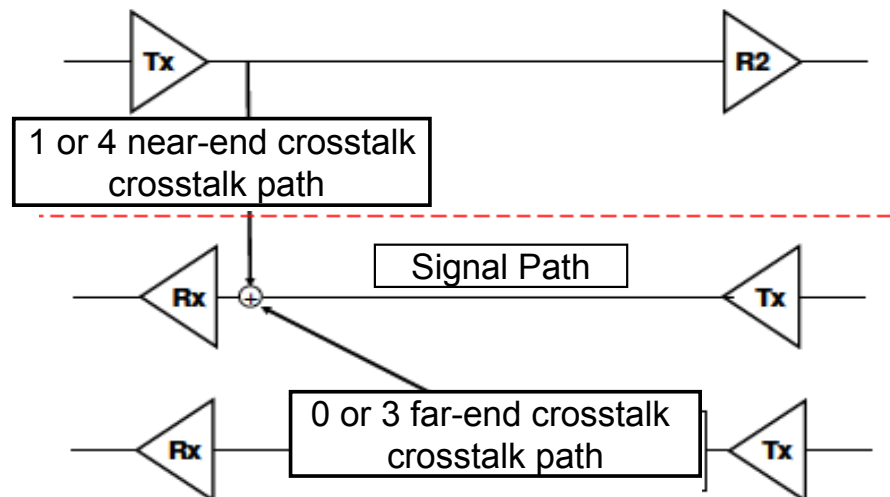 Tx
R2
1 or 4 near-end crosstalk
crosstalk path
Rx
+
Signal Path
Tx
Rx
0 or 3 far-end crosstalk
crosstalk path
Tx